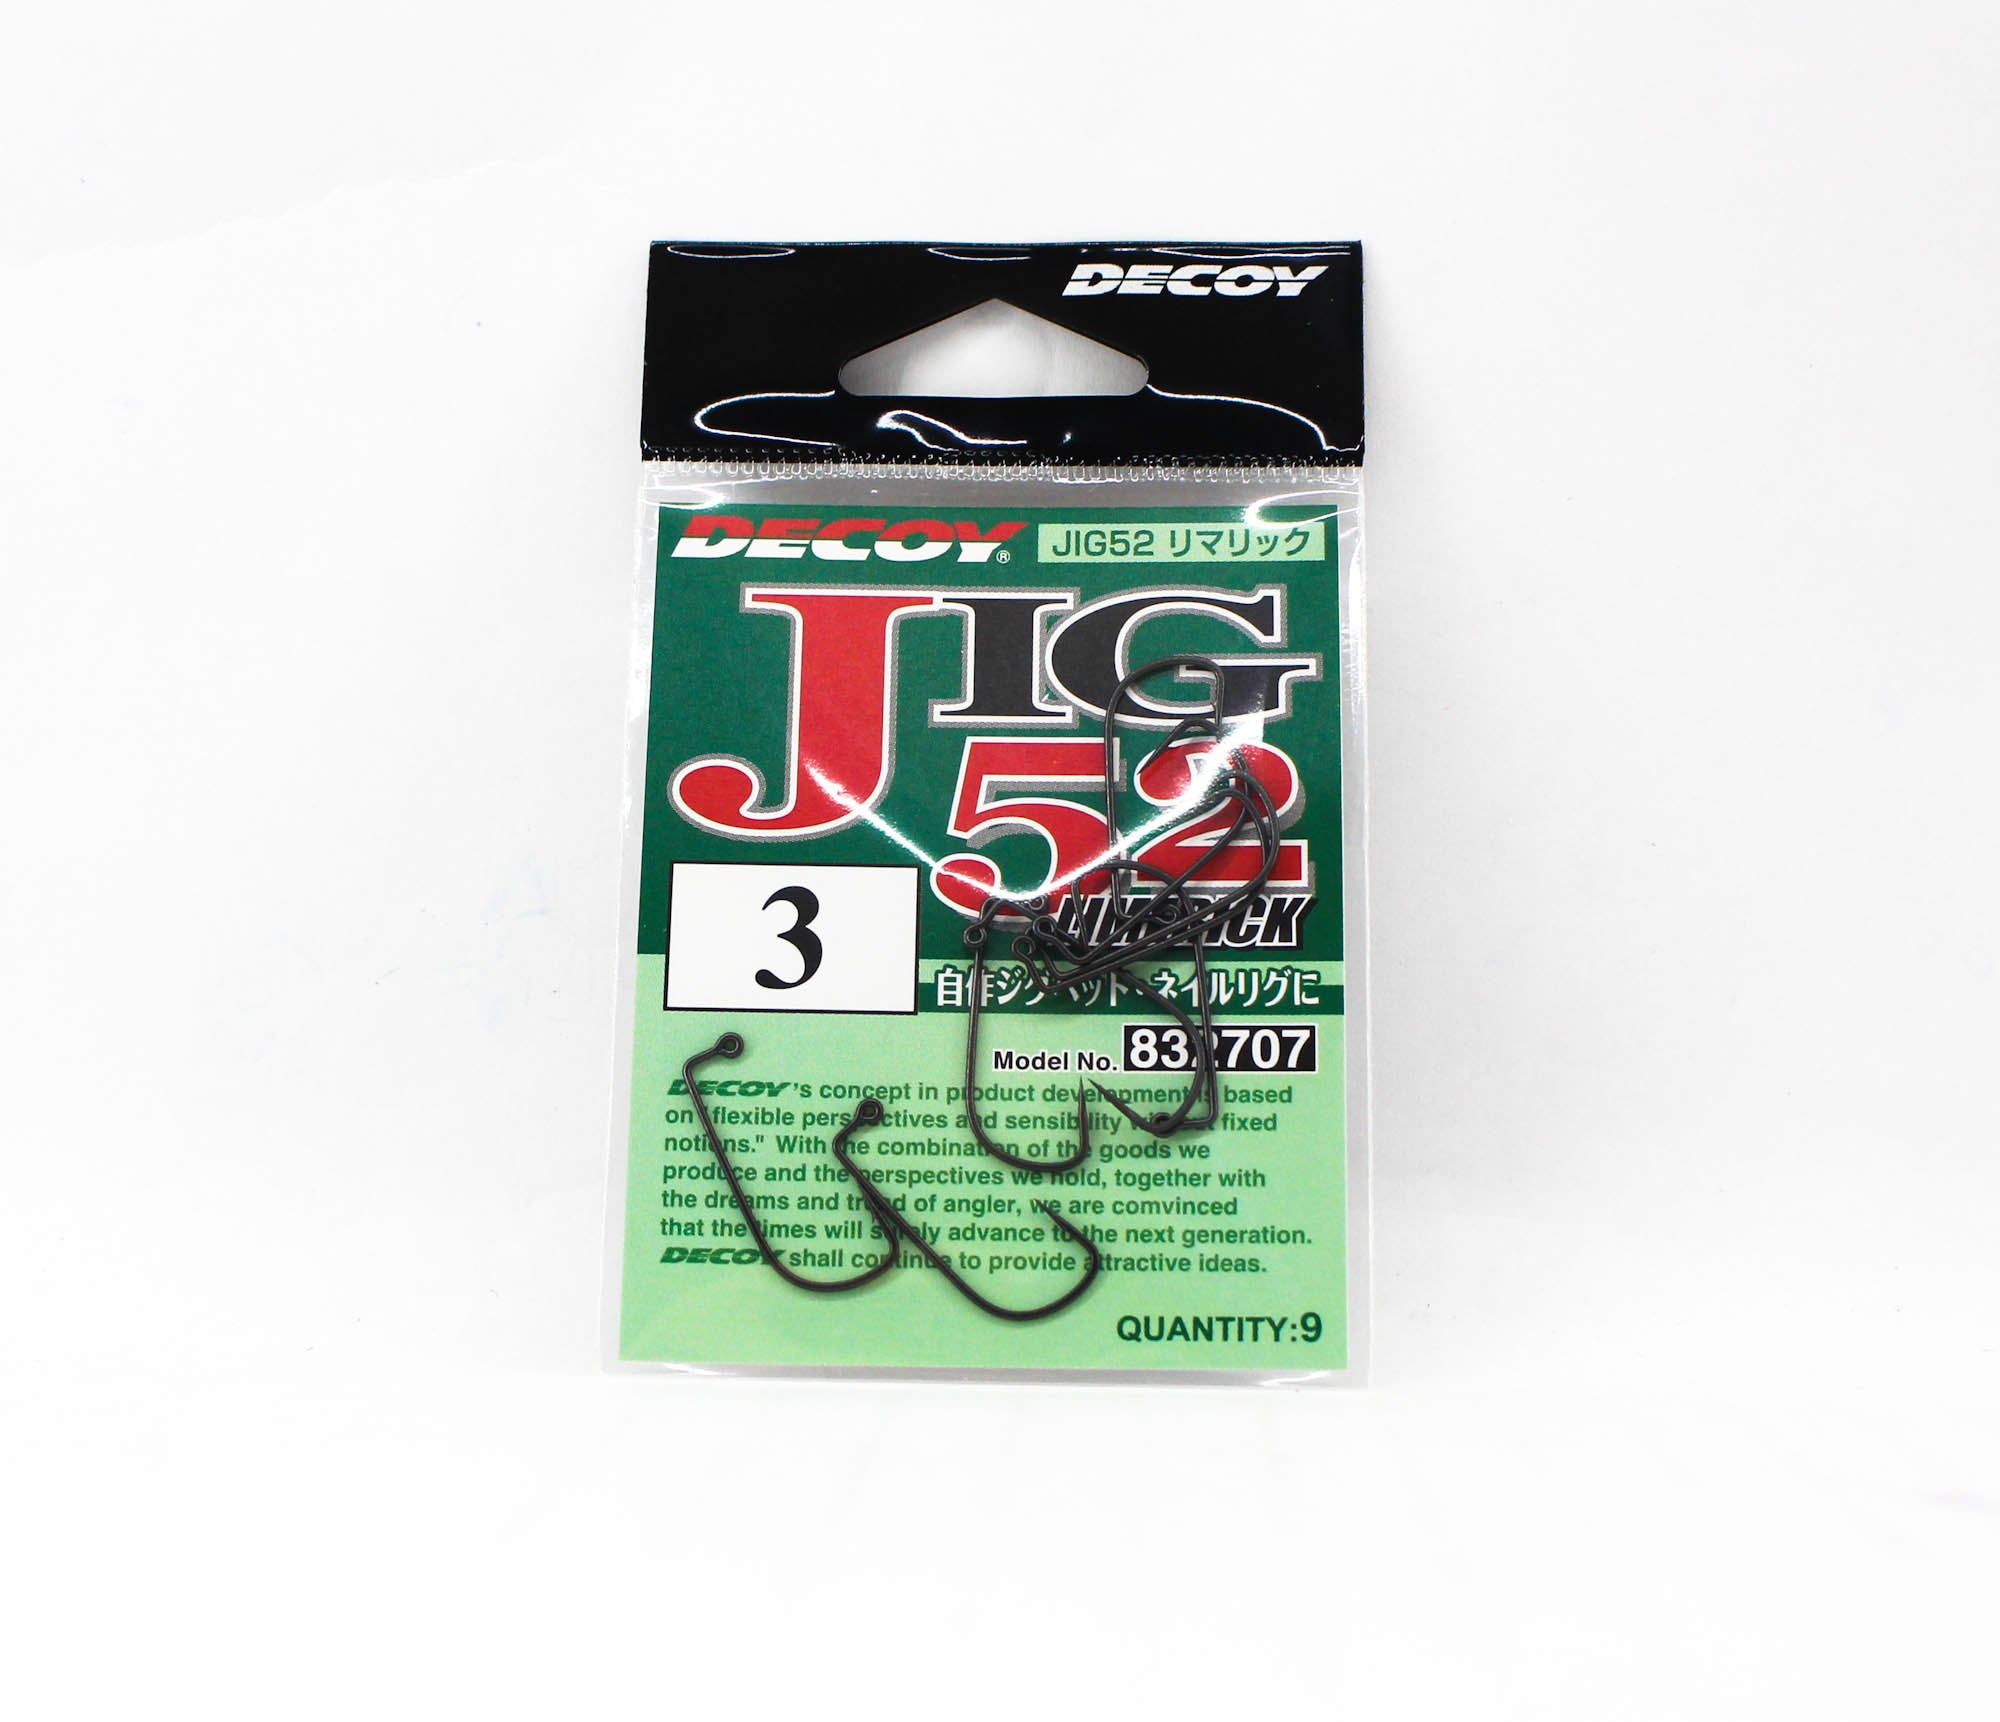 DECOY
DECOY® JIG52 リマリック
JIG
52
LIMERICK
3
自作ジグヘッド・ネイルリグに
Model No. 832707
DECOY's concept in product development is based
on "flexible perspectives and sensibility without fixed
notions." With the combination of the goods we
produce and the perspectives we hold, together with
the dreams and trend of angler, we are comvinced
that the times will surely advance to the next generation.
DECOY shall continue to provide attractive ideas.
QUANTITY:9